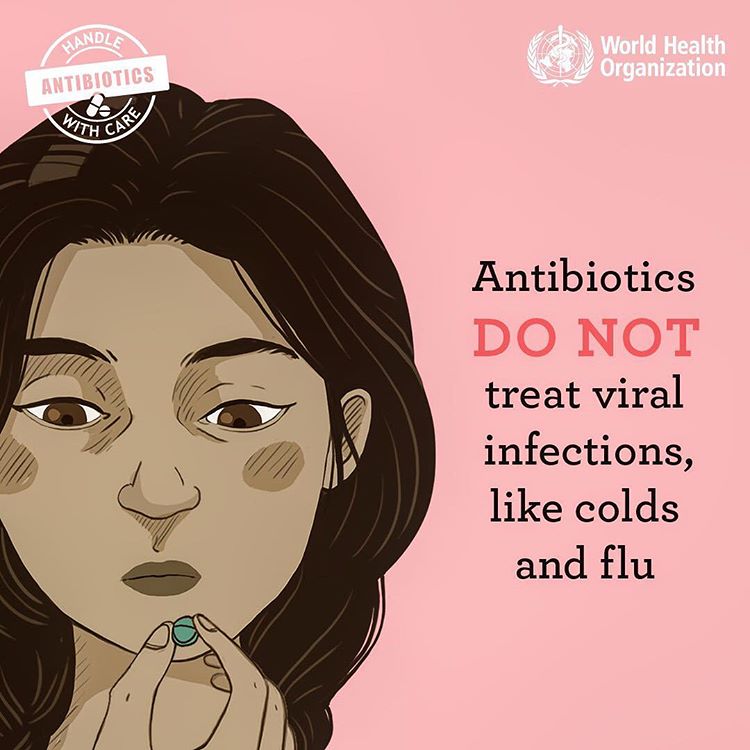 HANDLE
ANTIBIOTICS
WITH CARE
World Health
Organization
Antibiotics
DO NOT
treat viral
infections,
like colds
and flu